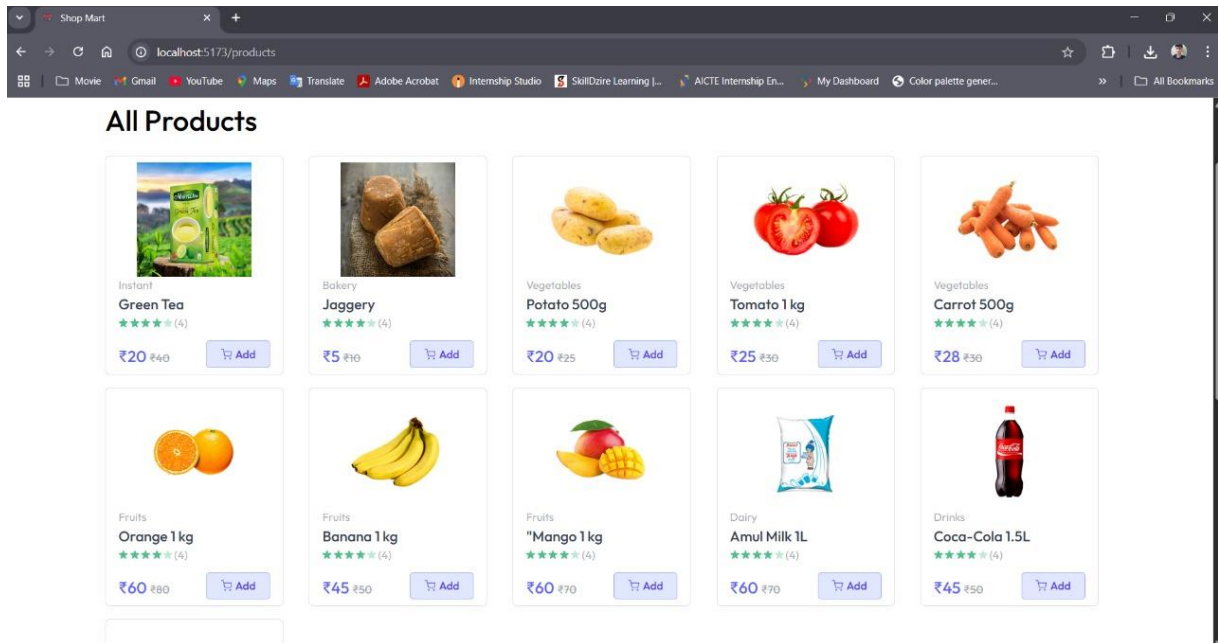 Shop Mart
localhost:5173/products
Movie Gmail YouTube Maps Translate Adobe Acrobat Internship Studio SkillDzire Learning |... AICTE Internship En... My Dashboard Color palette gener... » All Bookmarks
All Products
Instant
Green Tea
(4)
₹20 ₹40 Add
Bakery
Jaggery
(4)
₹5 ₹10 Add
Vegetables
Potato 500g
(4)
₹20 ₹25 Add
Vegetables
Tomato 1 kg
(4)
₹25 ₹30 Add
Vegetables
Carrot 500g
(4)
₹28 ₹30 Add
Fruits
Orange 1 kg
(4)
₹60 ₹80 Add
Fruits
Banana 1 kg
(4)
₹45 ₹50 Add
Fruits
"Mango 1 kg
(4)
₹60 ₹70 Add
Dairy
Amul Milk 1L
(4)
₹60 ₹70 Add
Coca-Cola
Drinks
Coca-Cola 1.5L
(4)
₹45 ₹50 Add